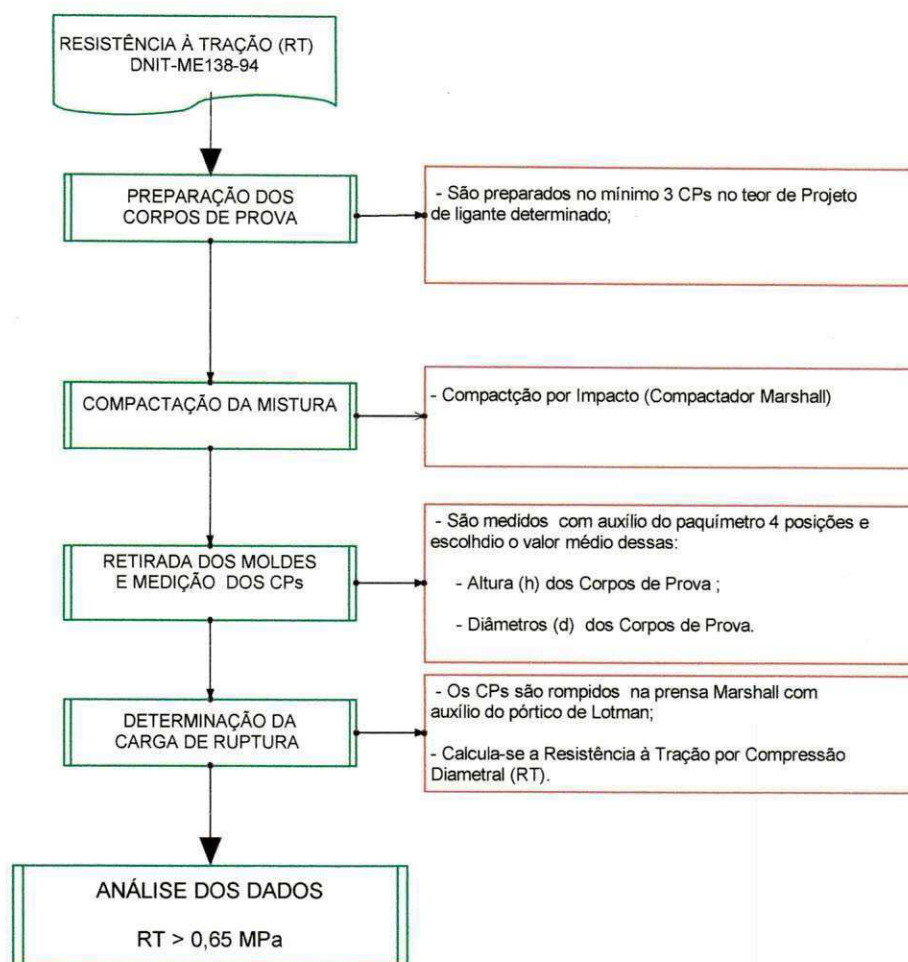 RESISTÊNCIA À TRAÇÃO (RT)
DNIT-ME138-94
PREPARAÇÃO DOS
CORPOS DE PROVA
- São preparados no mínimo 3 CPs no teor de Projeto
de ligante determinado;
COMPACTAÇÃO DA MISTURA
- Compactção por Impacto (Compactador Marshall)
RETIRADA DOS MOLDES
E MEDIÇÃO DOS CPs
- São medidos com auxílio do paquímetro 4 posições e
escolhdio o valor médio dessas:
- Altura (h) dos Corpos de Prova ;
- Diâmetros (d) dos Corpos de Prova.
DETERMINAÇÃO DA
CARGA DE RUPTURA
- Os CPs são rompidos na prensa Marshall com
auxílio do pórtico de Lotman;
- Calcula-se a Resistência à Tração por Compressão
Diametral (RT).
ANÁLISE DOS DADOS
RT > 0,65 MPa